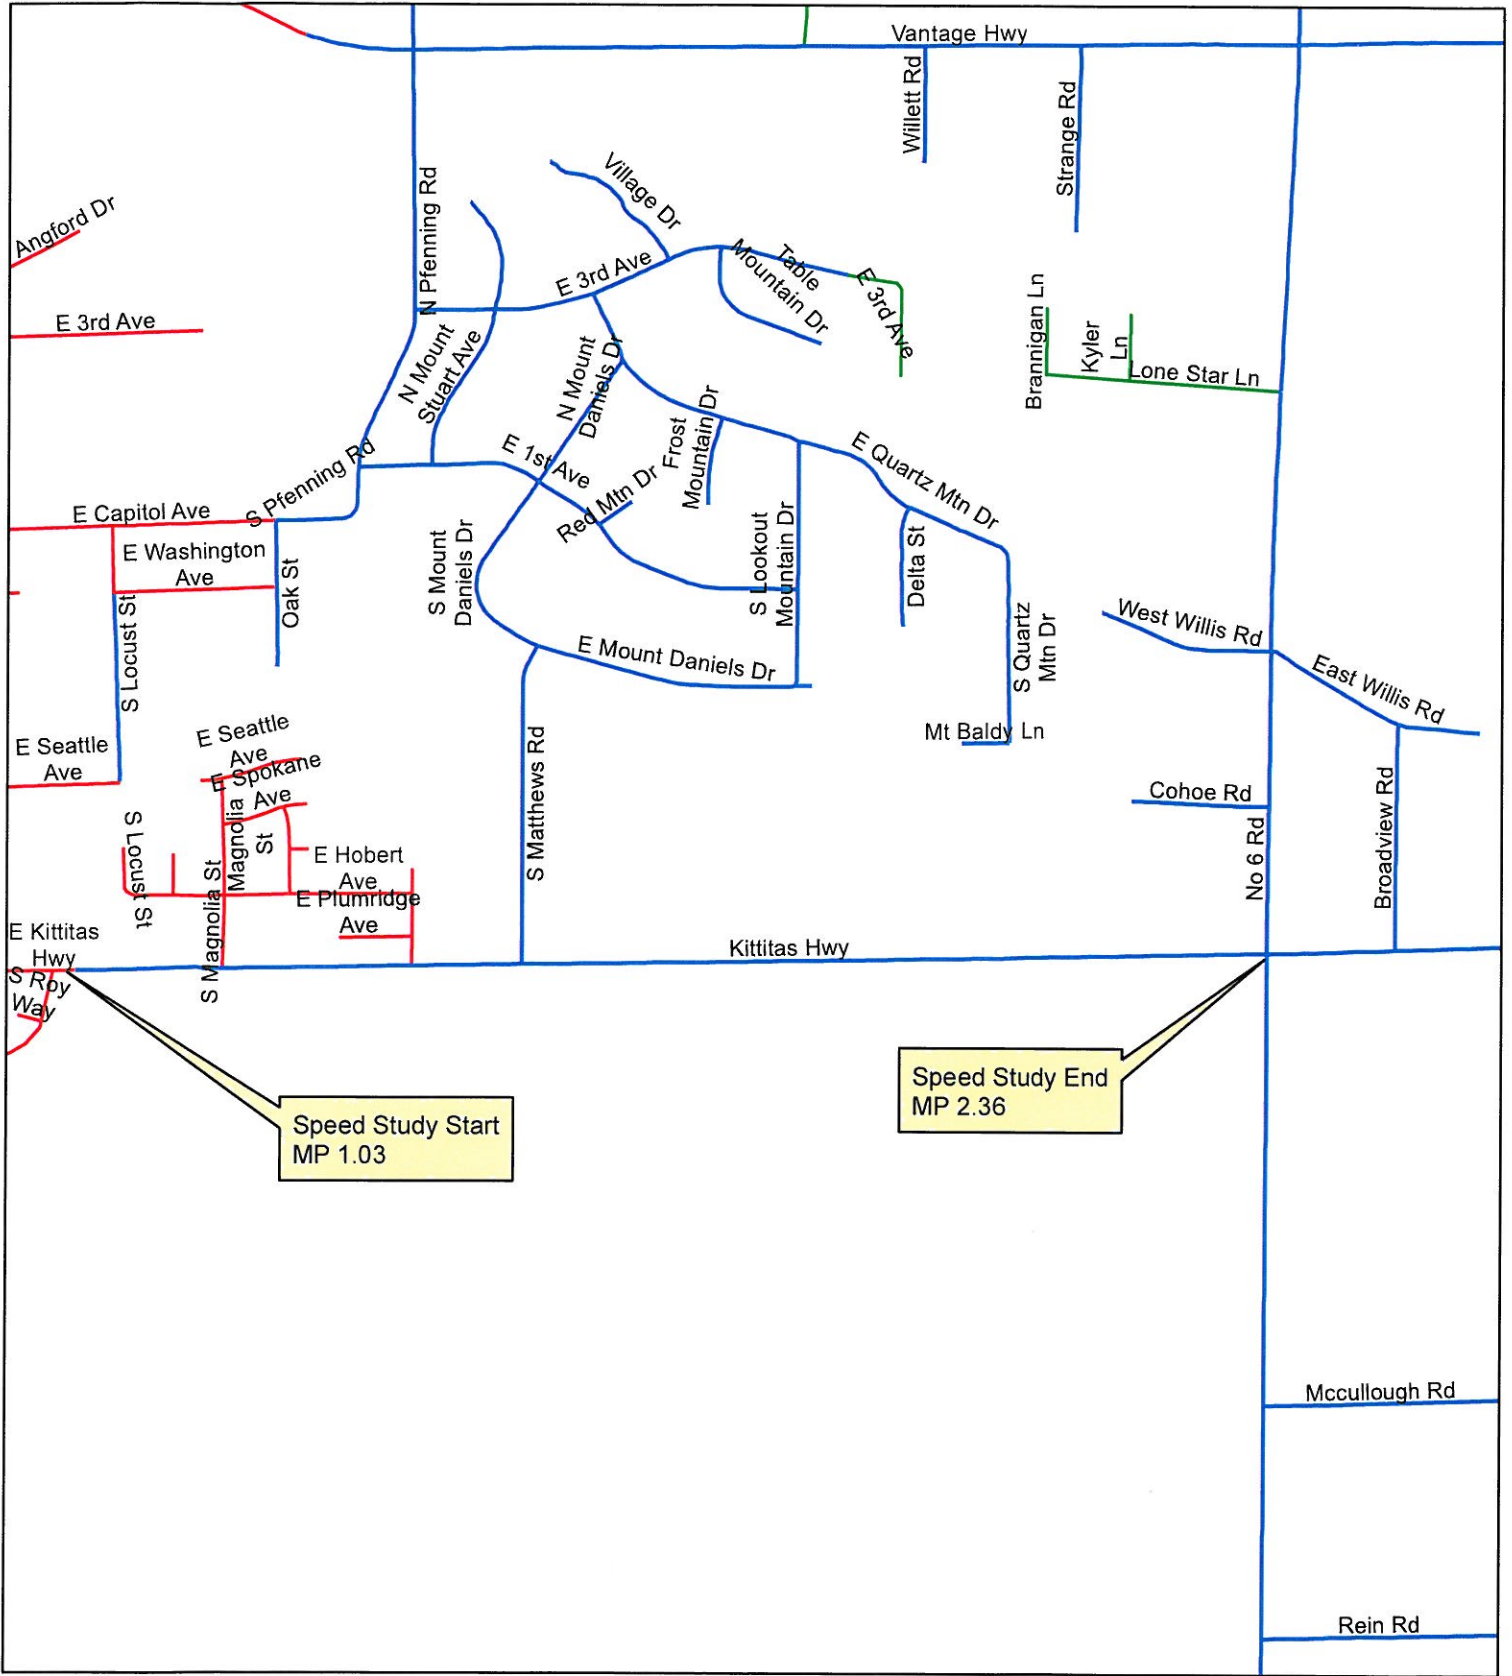 Vantage Hwy
Willett Rd
Strange Rd
N Pfenning Rd
Village Dr
Angford Dr
E 3rd Ave
Table
Mountain Dr
E 3rd Ave
E 3rd Ave
N Mount
Stuart Ave
N Mount
Daniels Dr
Brannigan Ln
Kyler
Ln
Lone Star Ln
Frost
Mountain Dr
E 1st Ave
Red Mtn Dr
E Quartz Mtn Dr
S Pfenning Rd
E Capitol Ave
E Washington
Ave
Oak St
S Locust St
S Mount
Daniels Dr
S Lookout
Mountain Dr
Delta St
S Quartz
Mtn Dr
West Willis Rd
East Willis Rd
E Mount Daniels Dr
Mt Baldy Ln
E Seattle
Ave
E Seattle
Ave
E Spokane
Ave
Magnolia
St
S Locust St
E Hobert
Ave
E Plumridge
Ave
S Magnolia St
S Matthews Rd
Cohoe Rd
No 6 Rd
Broadview Rd
E Kittitas
Hwy
Kittitas Hwy
S Roy
Way
Speed Study Start
MP 1.03
Speed Study End
MP 2.36
Mccullough Rd
Rein Rd